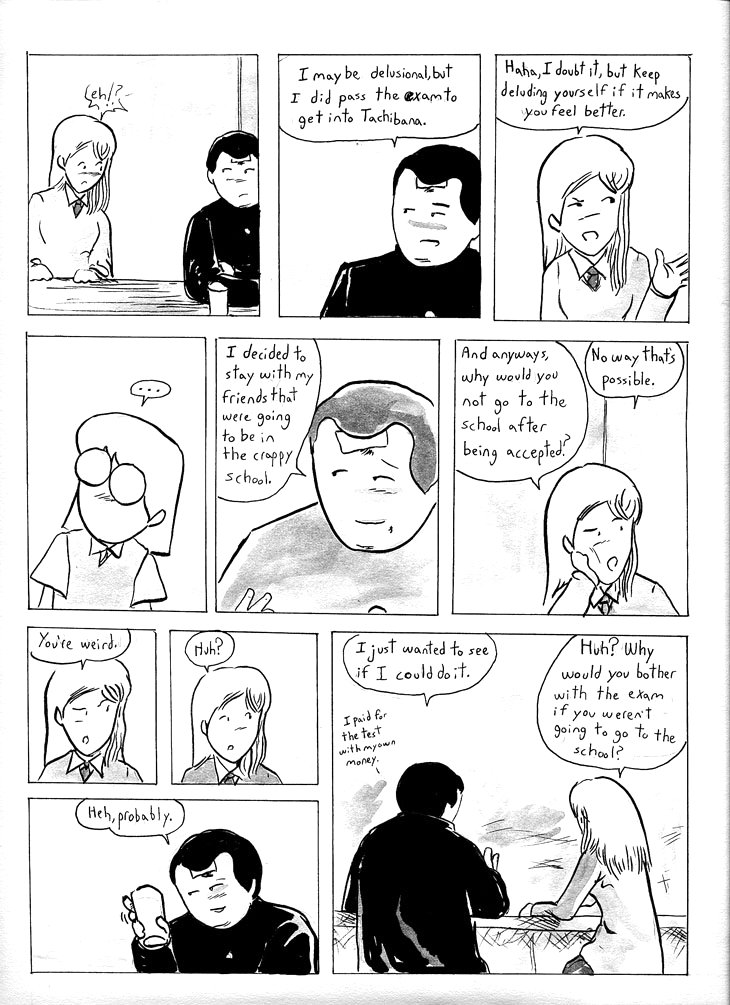 Haha, I doubt it, but keep
deluding yourself if it makes
you feel better.
I may be delusional, but
I did pass the exam to
get into Tachibana.
(eh!?
No way that's
possible.
And anyways,
why would you
not go to the
school after
being accepted?
I decided to
stay with my
friends that
were going
to be in
the crappy
school.
...
Huh? Why
would you bother
with the exam
if you weren't
going to go to the
school?
I just wanted to see
if I could do it.
I paid for
the test
with my own
money.
Huh?
You're weird.
Heh, probably.